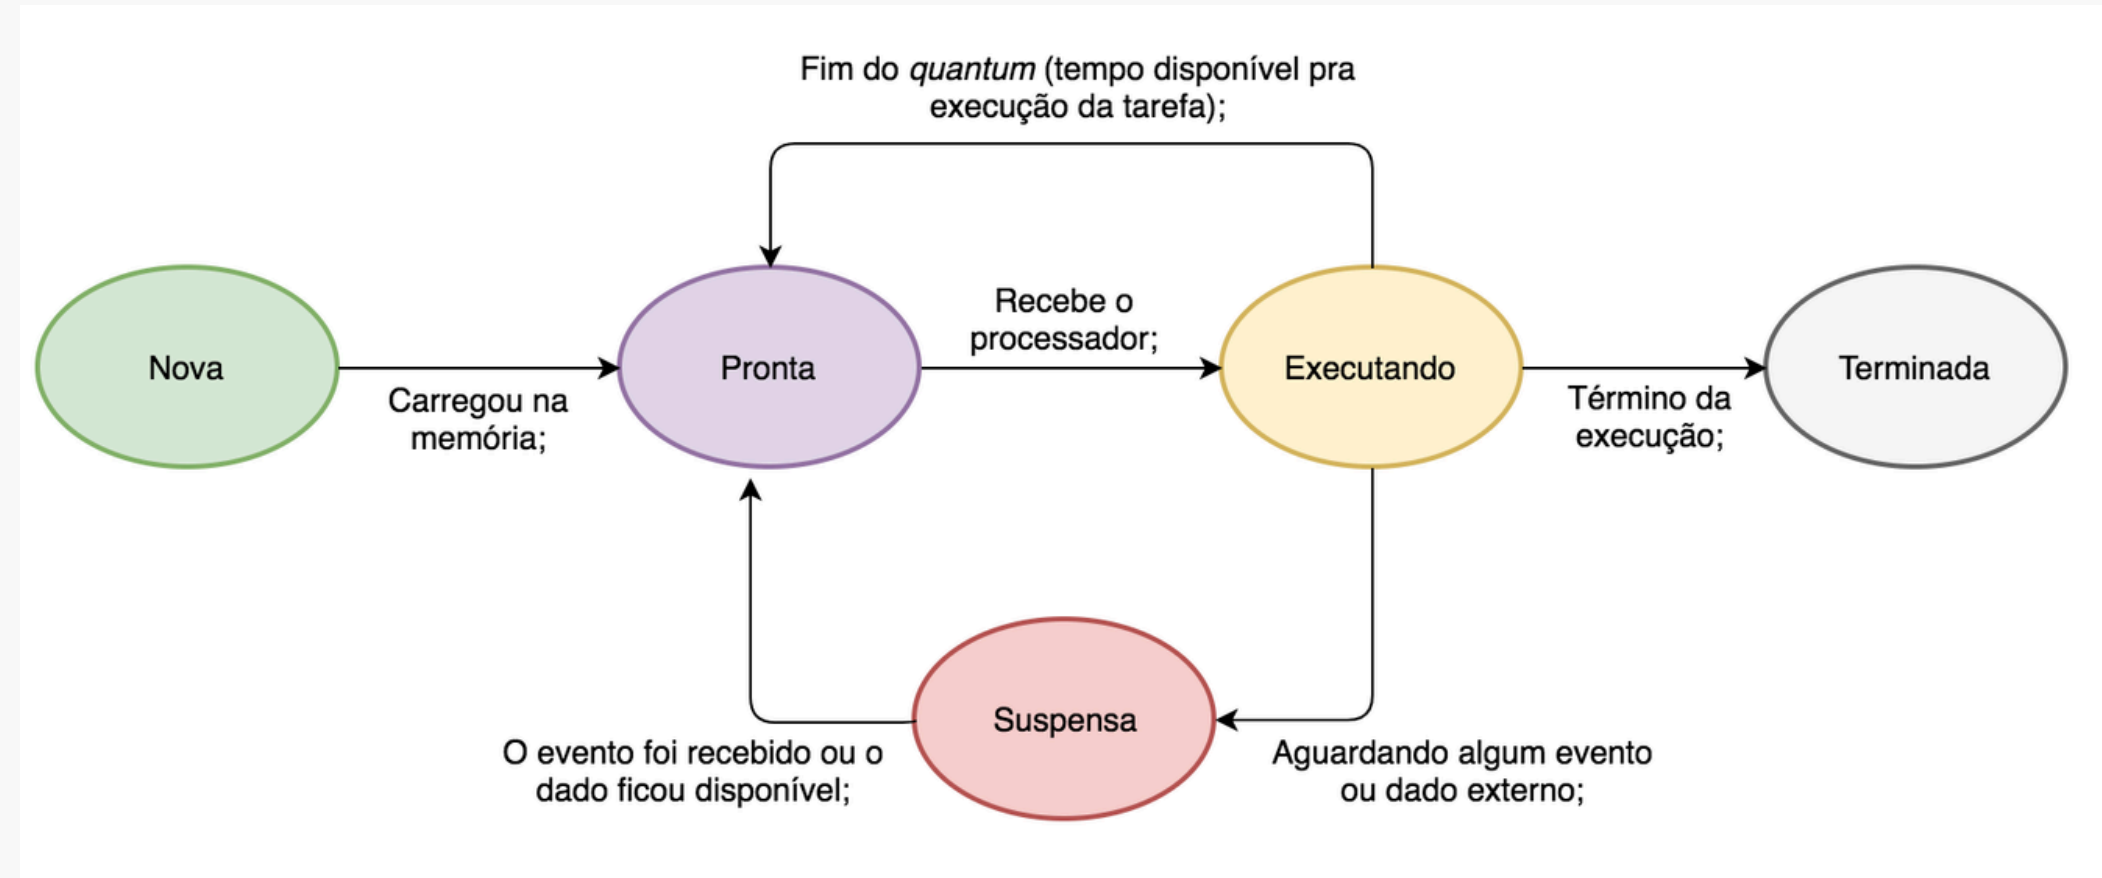 Fim do quantum (tempo disponível pra
execução da tarefa);
Nova
Carregou na
memória;
Pronta
Recebe o
processador;
Executando
Término da
execução;
Terminada
Suspensa
O evento foi recebido ou o
dado ficou disponível;
Aguardando algum evento
ou dado externo;